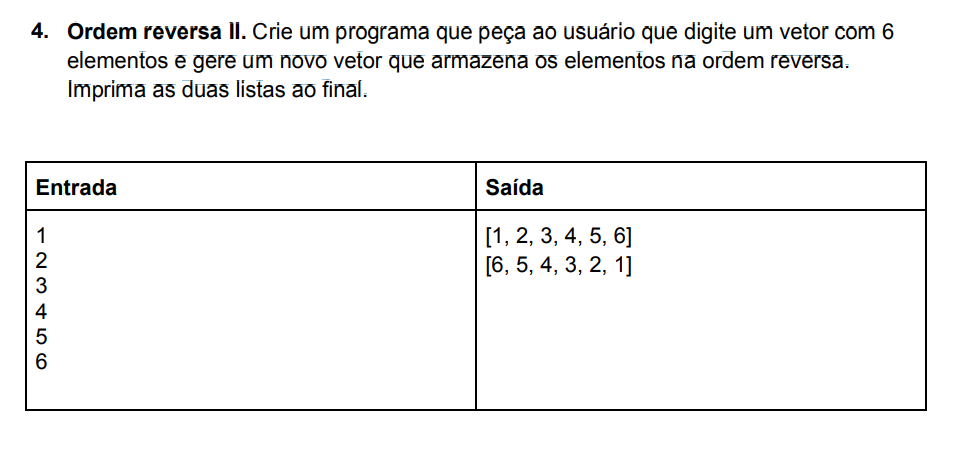 4. Ordem reversa II. Crie um programa que peça ao usuário que digite um vetor com 6
elementos e gere um novo vetor que armazena os elementos na ordem reversa.
Imprima as duas listas ao final.
Entrada
Saída
1
2
3
4
5
6
[1, 2, 3, 4, 5, 6]
[6, 5, 4, 3, 2, 1]